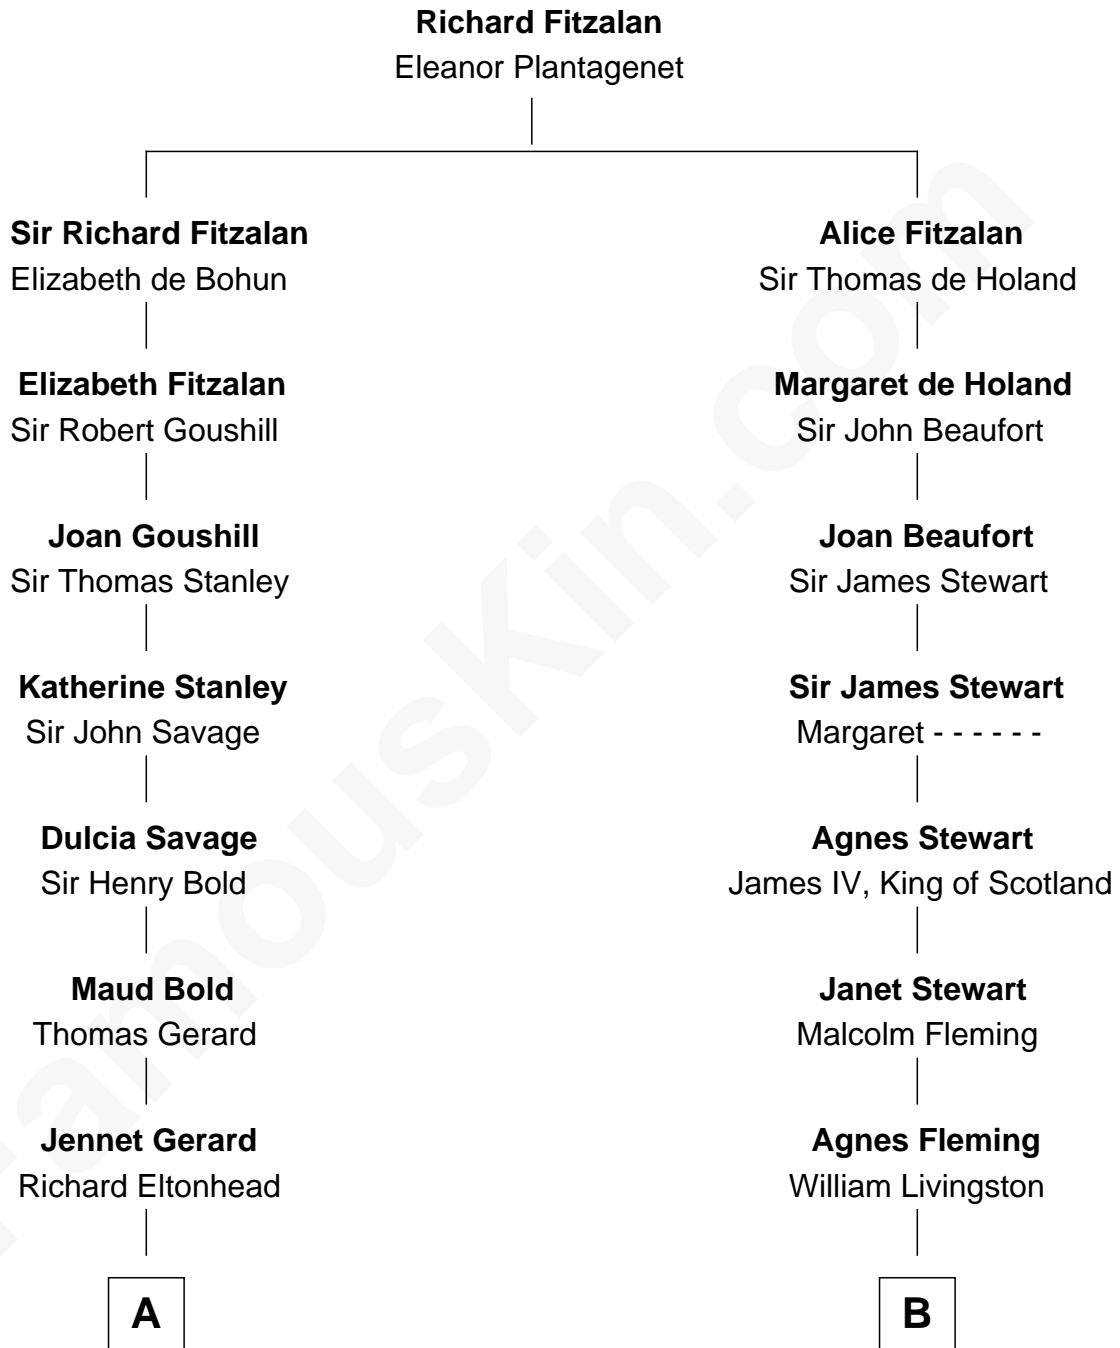 Richard Fitzalan
Eleanor Plantagenet
Sir Richard Fitzalan
Elizabeth de Bohun
Elizabeth Fitzalan
Sir Robert Goushill
Joan Goushill
Sir Thomas Stanley
Katherine Stanley
Sir John Savage
Dulcia Savage
Sir Henry Bold
Maud Bold
Thomas Gerard
Jennet Gerard
Richard Eltonhead
A
Alice Fitzalan
Sir Thomas de Holand
Margaret de Holand
Sir John Beaufort
Joan Beaufort
Sir James Stewart
Sir James Stewart
Margaret - - - - - -
Agnes Stewart
James IV, King of Scotland
Janet Stewart
Malcolm Fleming
Agnes Fleming
William Livingston
B
FamousKin.com